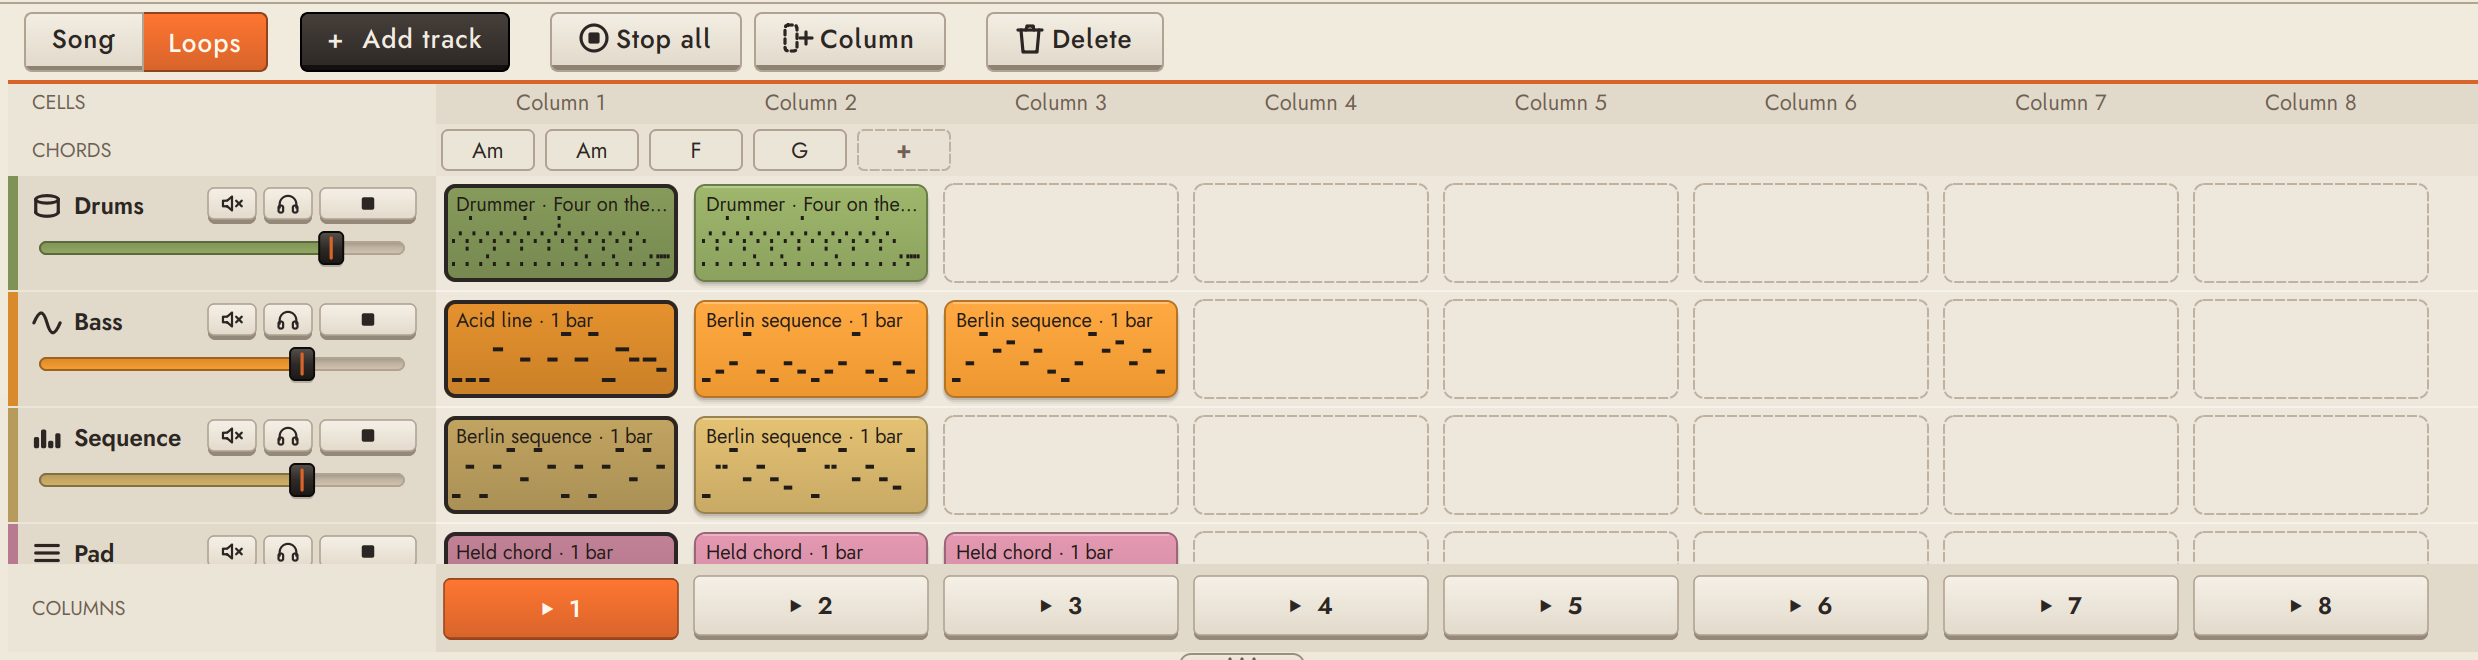 Song Loops + Add track Stop all Column Delete
CELLS Column 1 Column 2 Column 3 Column 4 Column 5 Column 6 Column 7 Column 8
CHORDS Am Am F G +
Drums Drummer · Four on the... Drummer · Four on the...
Bass Acid line · 1 bar Berlin sequence · 1 bar Berlin sequence · 1 bar
Sequence Berlin sequence · 1 bar Berlin sequence · 1 bar
Pad Held chord · 1 bar Held chord · 1 bar Held chord · 1 bar
COLUMNS 1 2 3 4 5 6 7 8